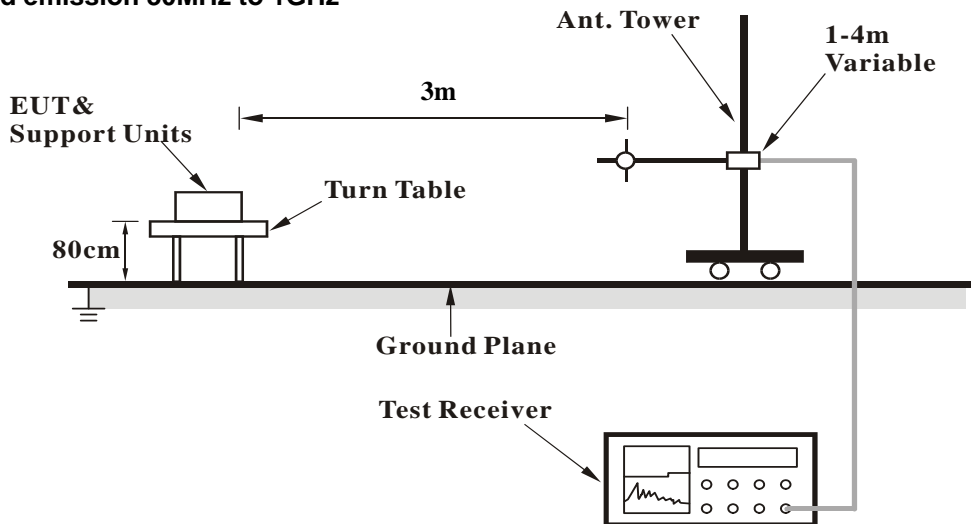 d emission 30MHz to 1GHz
Ant. Tower
1-4m
Variable
3m
EUT&
Support Units
Turn Table
80cm
Ground Plane
Test Receiver